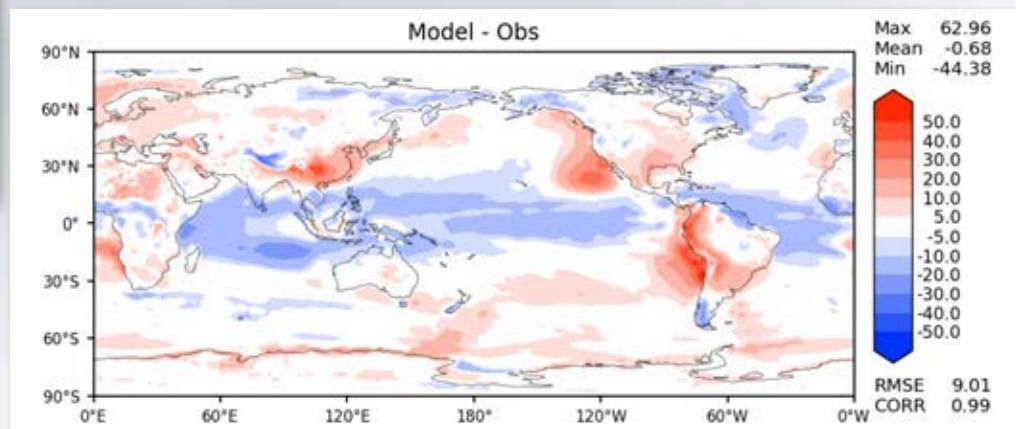 Model - Obs
Max 62.96
Mean -0.68
Min -44.38
90°N
60°N
30°N
0°
30°S
60°S
90°S
0°E 60°E 120°E 180° 120°W 60°W 0°W
50.0
40.0
30.0
20.0
10.0
5.0
-5.0
-10.0
-20.0
-30.0
-40.0
-50.0
RMSE 9.01
CORR 0.99